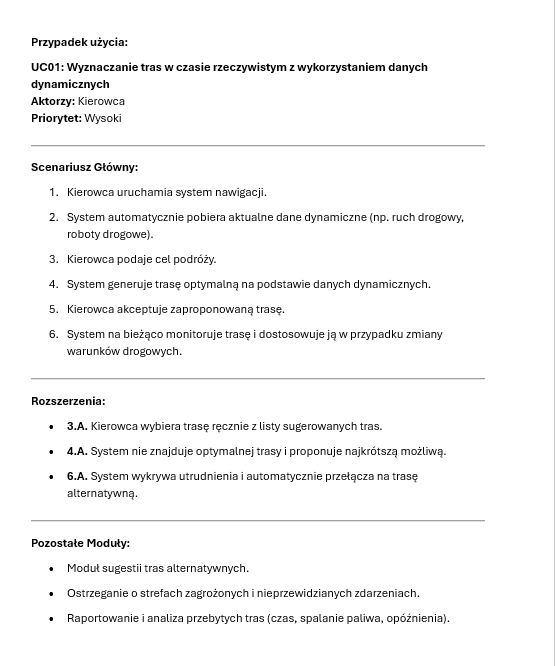 Przypadek użycia:
UC01: Wyznaczanie tras w czasie rzeczywistym z wykorzystaniem danych
dynamicznych
Aktorzy: Kierowca
Priorytet: Wysoki
Scenariusz Główny:
1. Kierowca uruchamia system nawigacji.
2. System automatycznie pobiera aktualne dane dynamiczne (np. ruch drogowy,
roboty drogowe).
3. Kierowca podaje cel podróży.
4. System generuje trasę optymalną na podstawie danych dynamicznych.
5. Kierowca akceptuje zaproponowaną trasę.
6. System na bieżąco monitoruje trasę i dostosowuje ją w przypadku zmiany
warunków drogowych.
Rozszerzenia:
• 3.A. Kierowca wybiera trasę ręcznie z listy sugerowanych tras.
• 4.A. System nie znajduje optymalnej trasy i proponuje najkrótszą możliwą.
• 6.A. System wykrywa utrudnienia i automatycznie przełącza na trasę
alternatywną.
Pozostałe Moduły:
• Moduł sugestii tras alternatywnych.
• Ostrzeganie o strefach zagrożonych i nieprzewidzianych zdarzeniach.
• Raportowanie i analiza przebytych tras (czas, spalanie paliwa, opóźnienia).